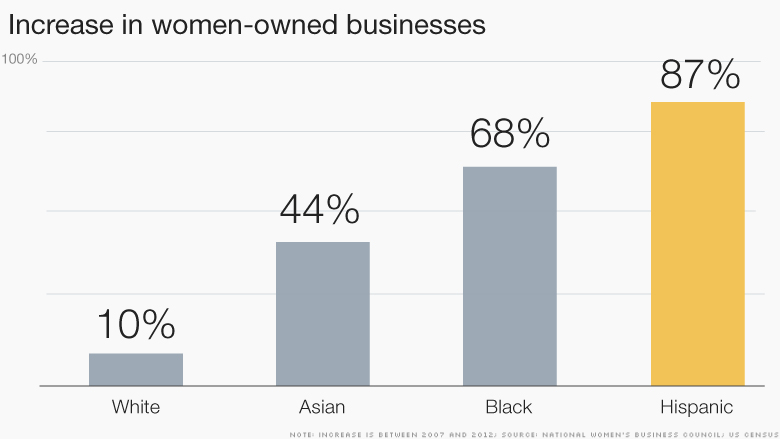 Increase in women-owned businesses
100%
87%
68%
44%
10%
White Asian Black Hispanic
NOTE: INCREASE IS BETWEEN 2007 AND 2012; SOURCE: NATIONAL WOMEN'S BUSINESS COUNCIL; US CENSUS